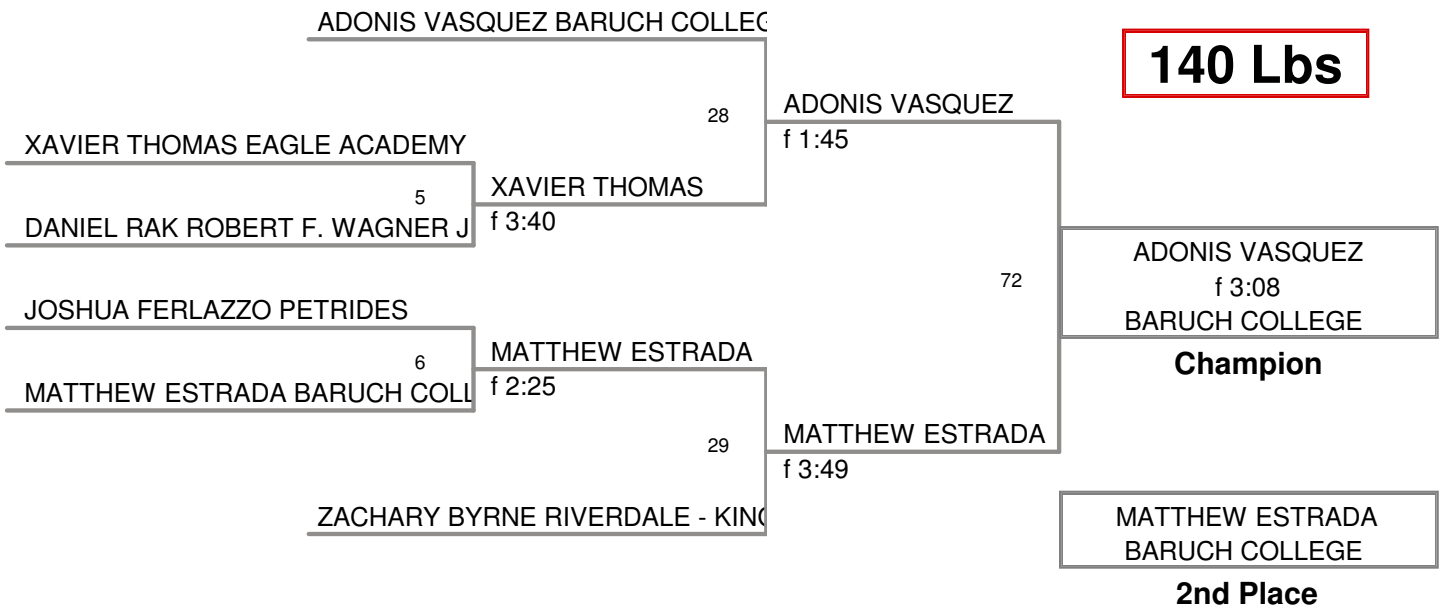 ADONIS VASQUEZ BARUCH COLLEG
140 Lbs
28
ADONIS VASQUEZ
f 1:45
XAVIER THOMAS EAGLE ACADEMY
5
XAVIER THOMAS
f 3:40
DANIEL RAK ROBERT F. WAGNER J
72
ADONIS VASQUEZ
f 3:08
BARUCH COLLEGE
Champion
JOSHUA FERLAZZO PETRIDES
6
MATTHEW ESTRADA
f 2:25
MATTHEW ESTRADA BARUCH COLL
29
MATTHEW ESTRADA
f 3:49
ZACHARY BYRNE RIVERDALE - KING
MATTHEW ESTRADA
BARUCH COLLEGE
2nd Place